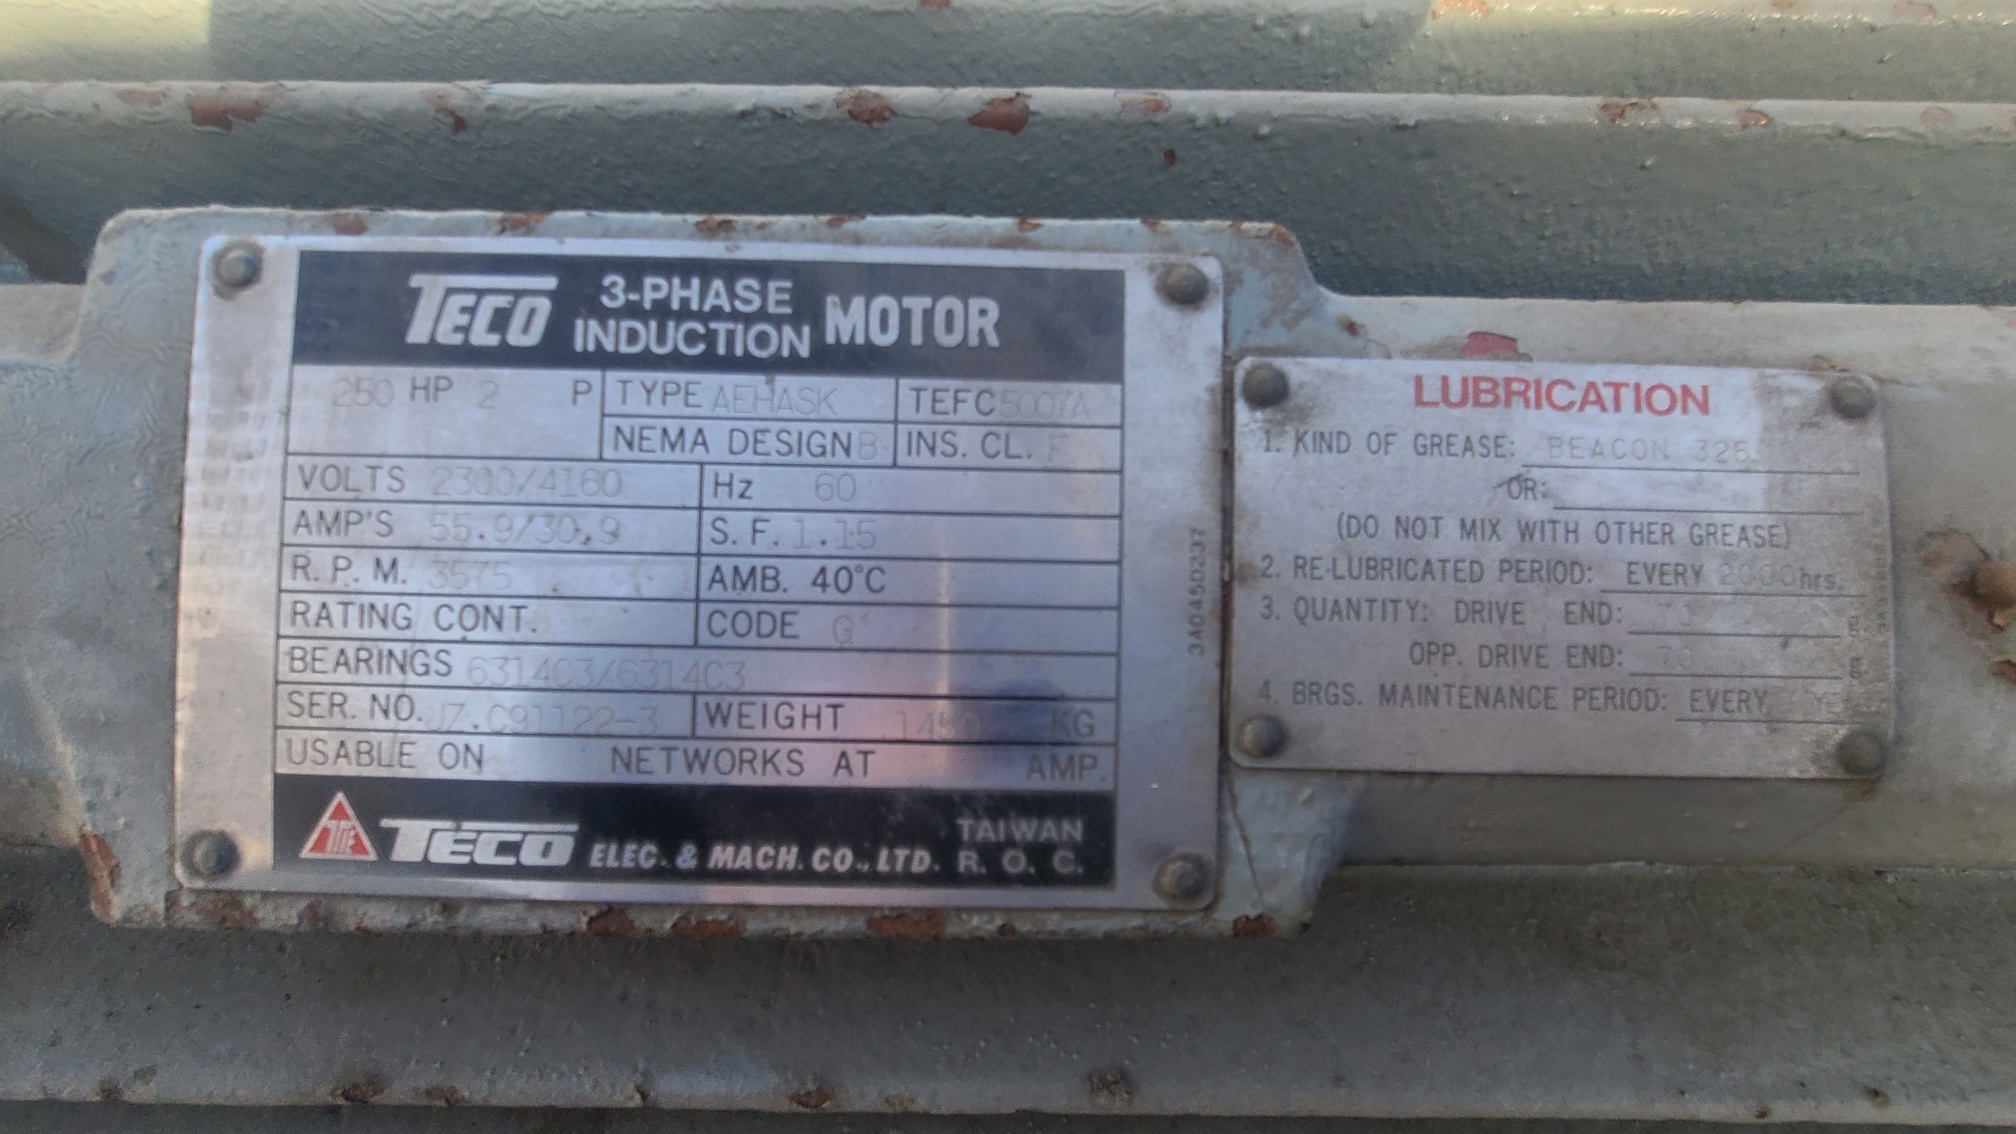 TECO 3-PHASE INDUCTION MOTOR
250 HP 2 P TYPE AEHASK TEFC 5007A
NEMA DESIGN B INS. CL. F
VOLTS 2300/4160 Hz 60
AMP'S 55.9/30.9 S. F. 1.15
R. P. M. 3575 AMB. 40°C
RATING CONT. CODE G
BEARINGS 6314C3/6314C3
SER. NO. JZ.C91122-3 WEIGHT 1450 KG
USABLE ON NETWORKS AT AMP.
TECO ELEC. & MACH. CO., LTD. TAIWAN R. O. C.
3A0450237
LUBRICATION
1. KIND OF GREASE: BEACON 325
OR:
(DO NOT MIX WITH OTHER GREASE)
2. RE-LUBRICATED PERIOD: EVERY 2000hrs.
3. QUANTITY: DRIVE END: 70
OPP. DRIVE END: 70
4. BRGS. MAINTENANCE PERIOD: EVERY